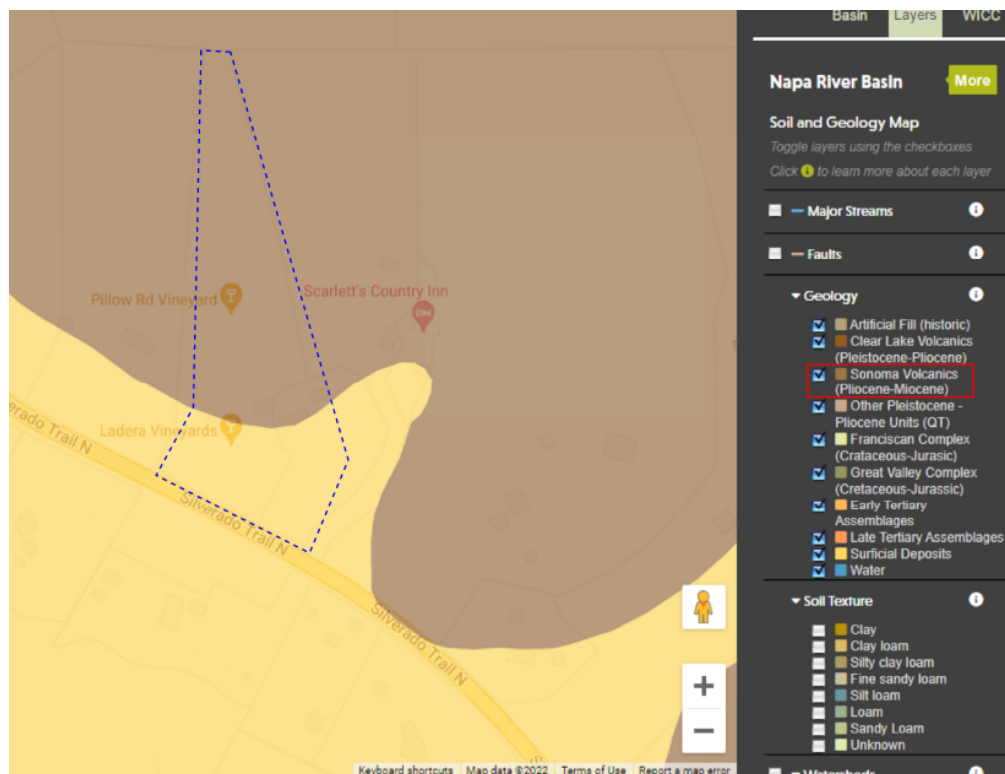 Basin Layers WICC
Napa River Basin More
Soil and Geology Map
Toggle layers using the checkboxes
Click to learn more about each layer
Major Streams
Faults
Geology
Artificial Fill (historic)
Clear Lake Volcanics
(Pleistocene-Pliocene)
Sonoma Volcanics
(Pliocene-Miocene)
Other Pleistocene -
Pliocene Units (QT)
Franciscan Complex
(Crataceous-Jurasic)
Great Valley Complex
(Cretaceous-Jurassic)
Early Tertiary
Assemblages
Late Tertiary Assemblages
Surficial Deposits
Water
Soil Texture
Clay
Clay loam
Silty clay loam
Fine sandy loam
Silt loam
Loam
Sandy Loam
Unknown
Watersheds
Pillow Rd Vineyard
Scarlett's Country Inn
Ladera Vineyards
Trail N
Silverado Trail N
Silverado Trail N
Keyboard shortcuts Map data ©2022 Terms of Use Report a map error